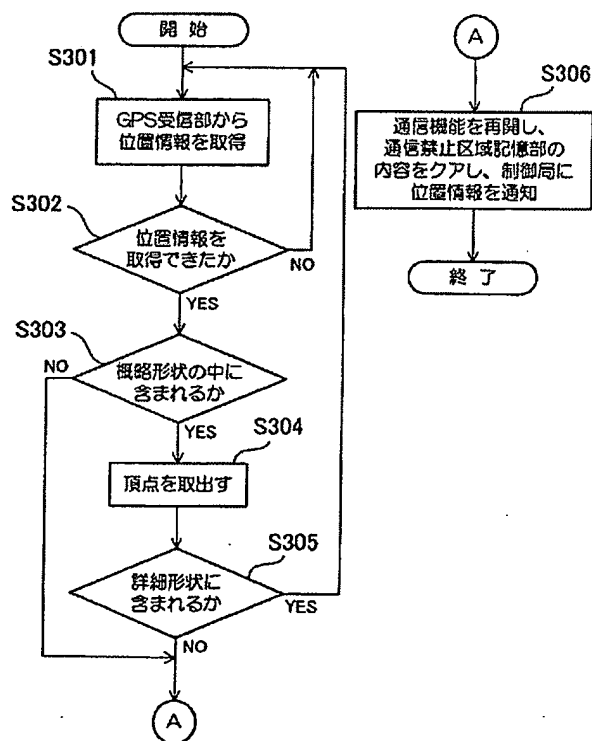 開 始
S301
GPS受信部から
位置情報を取得
S302
位置情報を
取得できたか
NO
YES
S303
NO
概略形状の中に
含まれるか
YES
S304
頂点を取出す
S305
詳細形状に
含まれるか
YES
NO
A
A
S306
通信機能を再開し、
通信禁止区域記憶部の
内容をクアし、制御局に
位置情報を通知
終 了